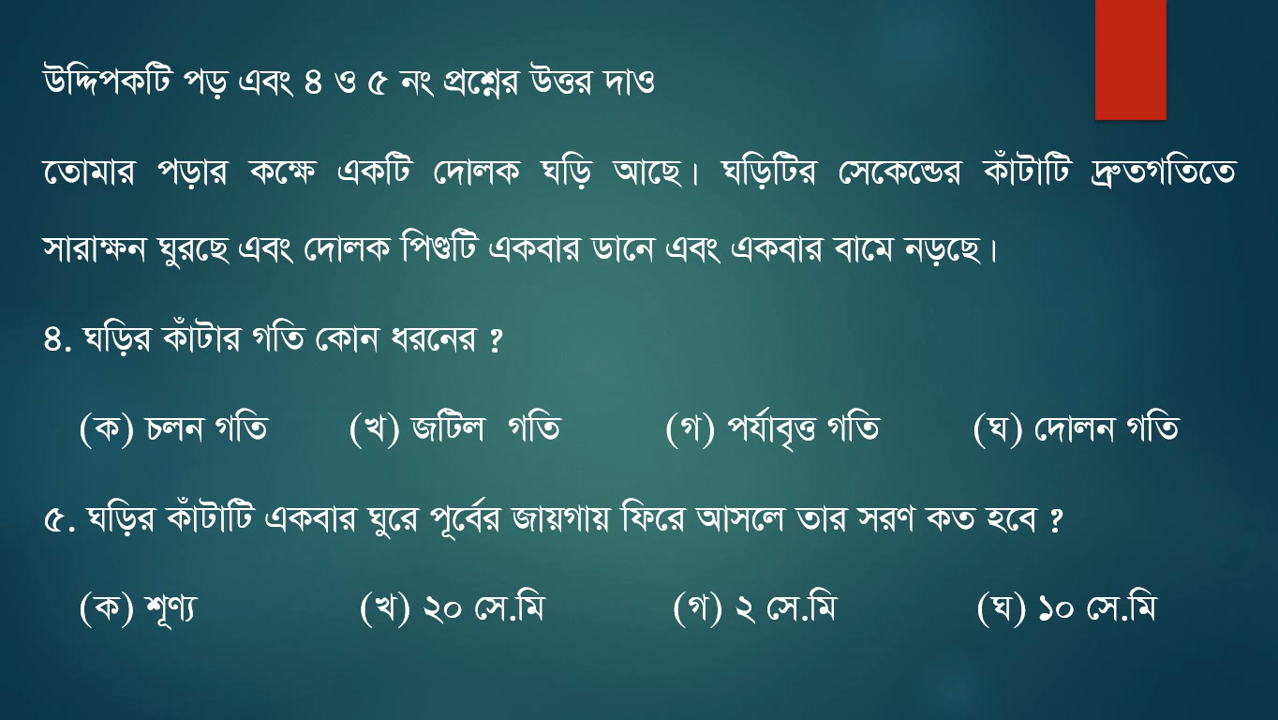 উদ্দিপকটি পড় এবং ৪ ও ৫ নং প্রশ্নের উত্তর দাও
তোমার পড়ার কক্ষে একটি দোলক ঘড়ি আছে। ঘড়িটির সেকেন্ডের কাঁটাটি দ্রুতগতিতে
সারাক্ষন ঘুরছে এবং দোলক পিণ্ডটি একবার ডানে এবং একবার বামে নড়ছে।
৪. ঘড়ির কাঁটার গতি কোন ধরনের ?
(ক) চলন গতি (খ) জটিল গতি (গ) পর্যাবৃত্ত গতি (ঘ) দোলন গতি
৫. ঘড়ির কাঁটাটি একবার ঘুরে পূর্বের জায়গায় ফিরে আসলে তার সরণ কত হবে ?
(ক) শূণ্য (খ) ২০ সে.মি (গ) ২ সে.মি (ঘ) ১০ সে.মি